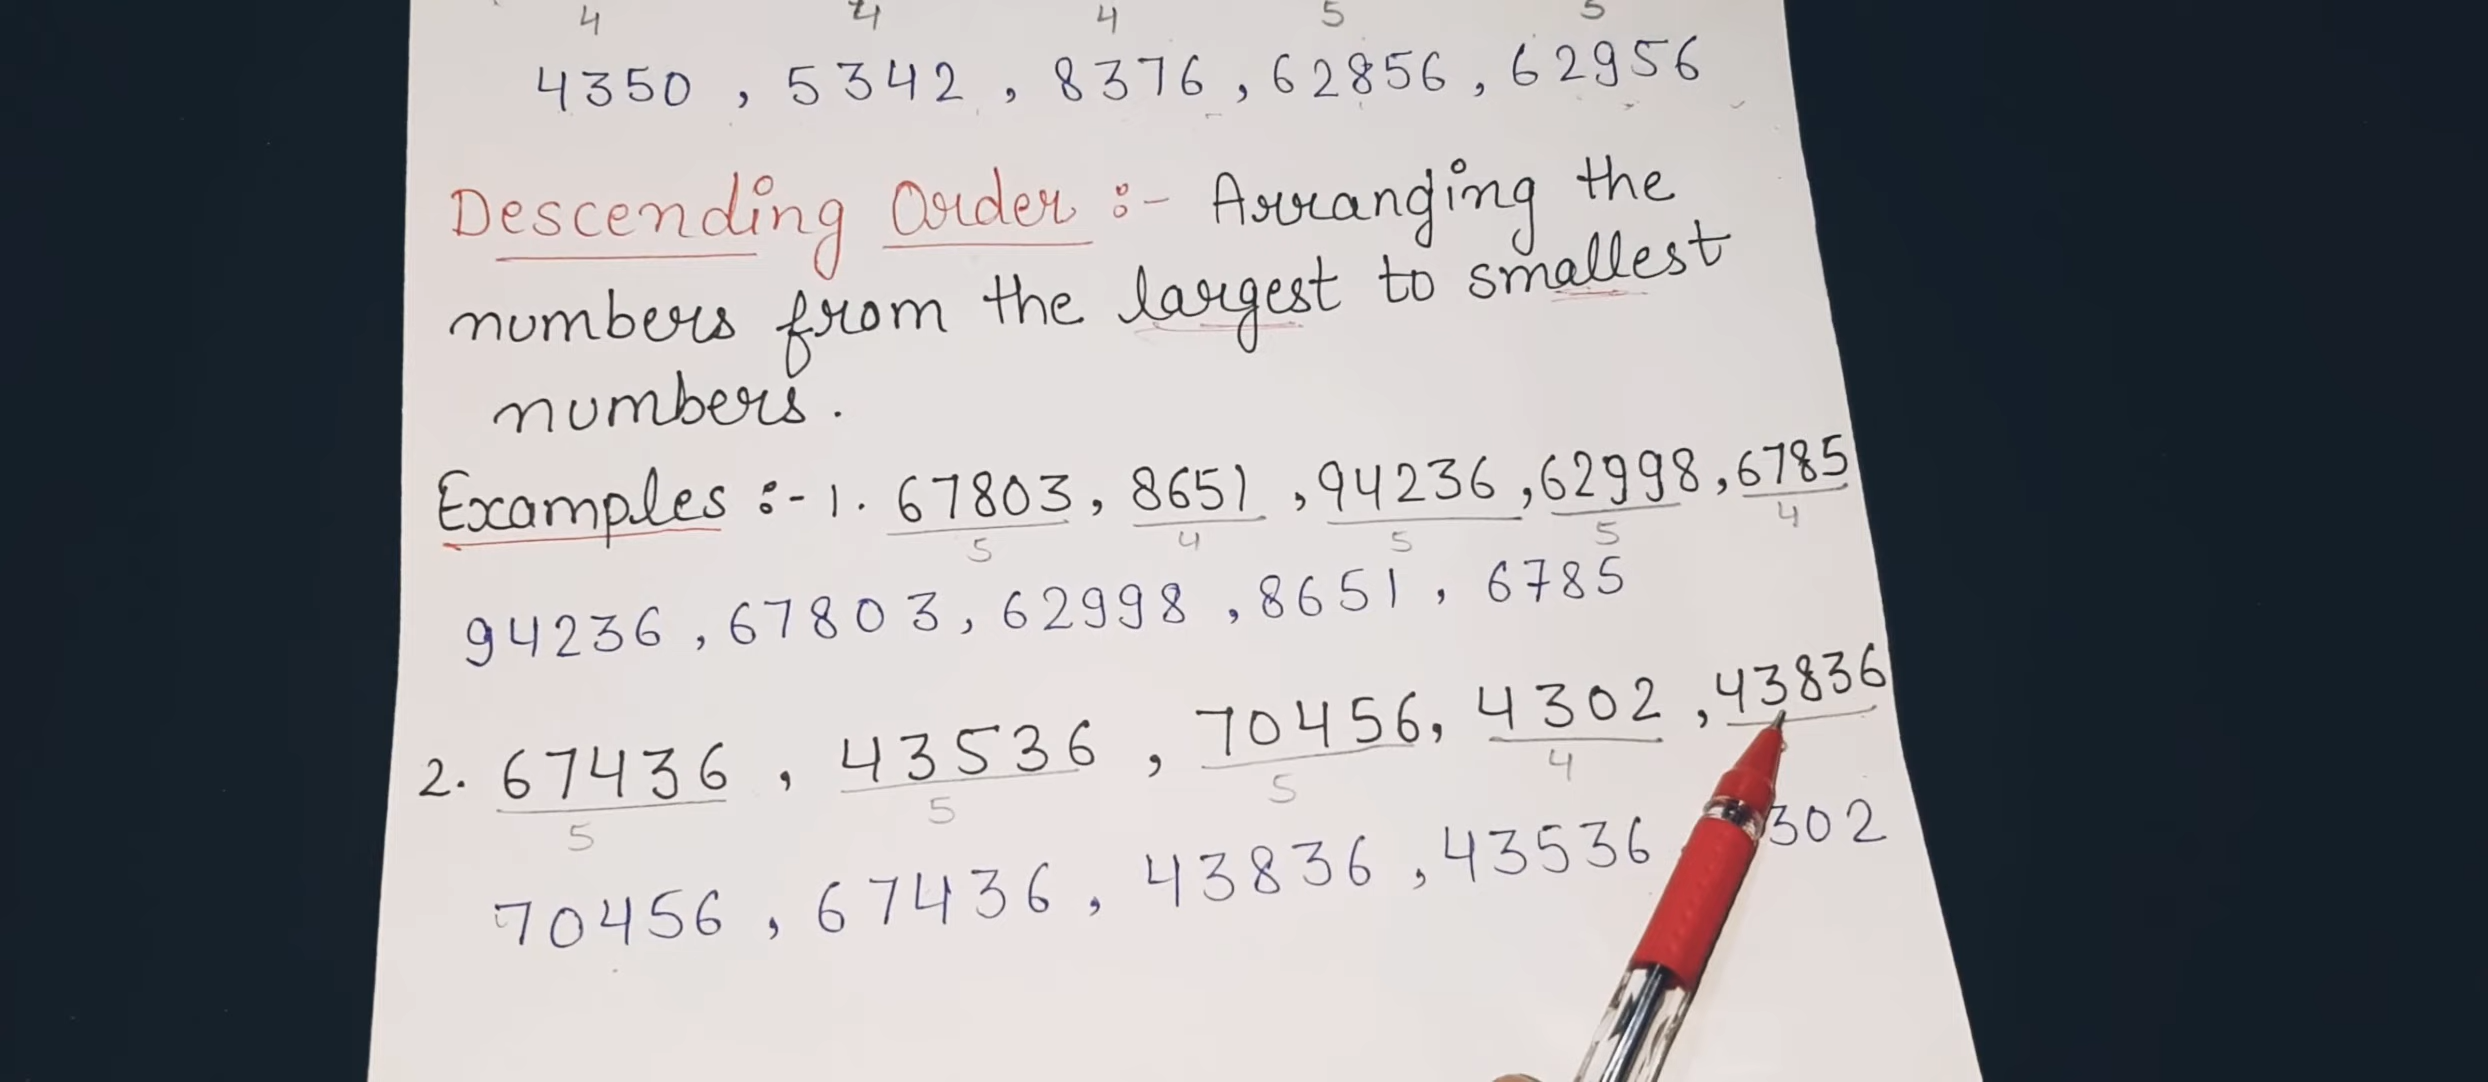 4 4 4 5 5
4350 , 5342 , 8376 , 62856 , 62956
Descending Order :- Arranging the
numbers from the largest to smallest
numbers.
Examples :- 1. 67803, 8651 , 94236 , 62998 , 6785
5 4 5 5 4
94236 , 67803 , 62998 , 8651 , 6785
2. 67436 , 43536 , 70456, 4302 , 43836
5 5 5 4
70456 , 67436 , 43836 , 43536 302